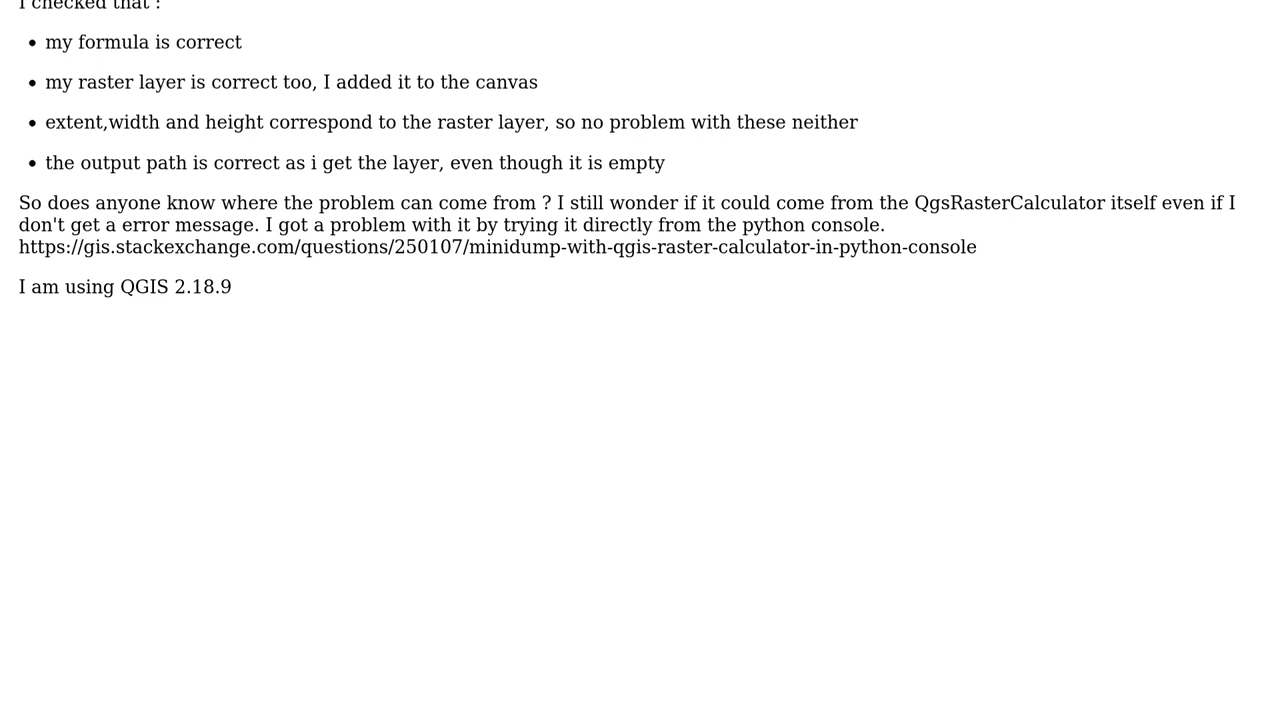 I checked that :
my formula is correct
my raster layer is correct too, I added it to the canvas
extent,width and height correspond to the raster layer, so no problem with these neither
the output path is correct as i get the layer, even though it is empty
So does anyone know where the problem can come from ? I still wonder if it could come from the QgsRasterCalculator itself even if I
don't get a error message. I got a problem with it by trying it directly from the python console.
https://gis.stackexchange.com/questions/250107/minidump-with-qgis-raster-calculator-in-python-console
I am using QGIS 2.18.9